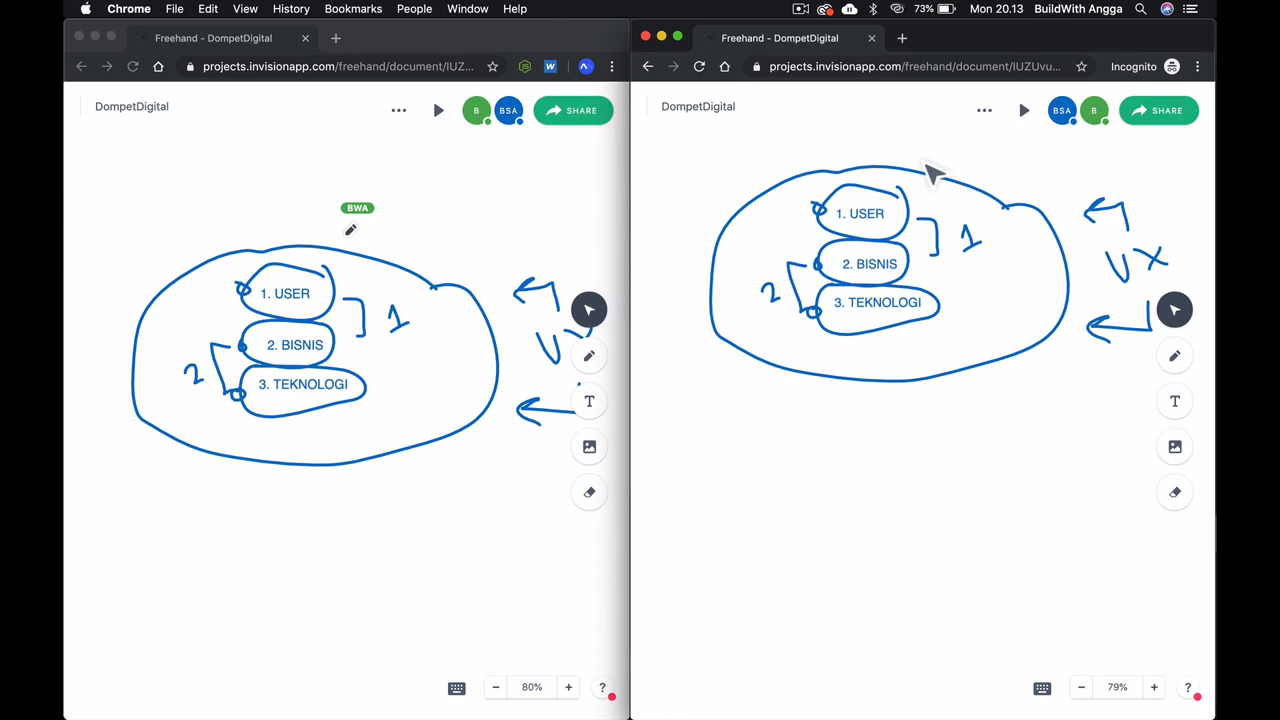 Chrome File Edit View History Bookmarks People Window Help 73% Mon 20.13 BuildWith Angga
Freehand - DompetDigital
projects.invisionapp.com/freehand/document/IUZ...
W
DompetDigital
B
BSA
SHARE
BWA
1. USER
2. BISNIS
3. TEKNOLOGI
1
2
T
80%
?
Freehand - DompetDigital
projects.invisionapp.com/freehand/document/IUZUvu...
Incognito
DompetDigital
BSA
B
SHARE
1. USER
2. BISNIS
3. TEKNOLOGI
1
2
UX
T
79%
?